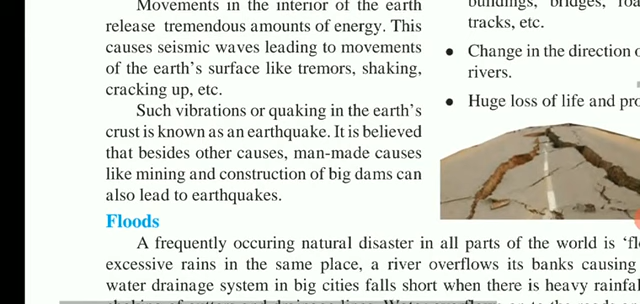 Movements in the interior of the earth
release tremendous amounts of energy. This
causes seismic waves leading to movements
of the earth's surface like tremors, shaking,
cracking up, etc.
Such vibrations or quaking in the earth's
crust is known as an earthquake. It is believed
that besides other causes, man-made causes
like mining and construction of big dams can
also lead to earthquakes.
buildings, bridges,
tracks, etc.
• Change in the direction
rivers.
• Huge loss of life and
Floods
A frequently occuring natural disaster in all parts of the world is
excessive rains in the same place, a river overflows its banks causing
water drainage system in big cities falls short when there is heavy